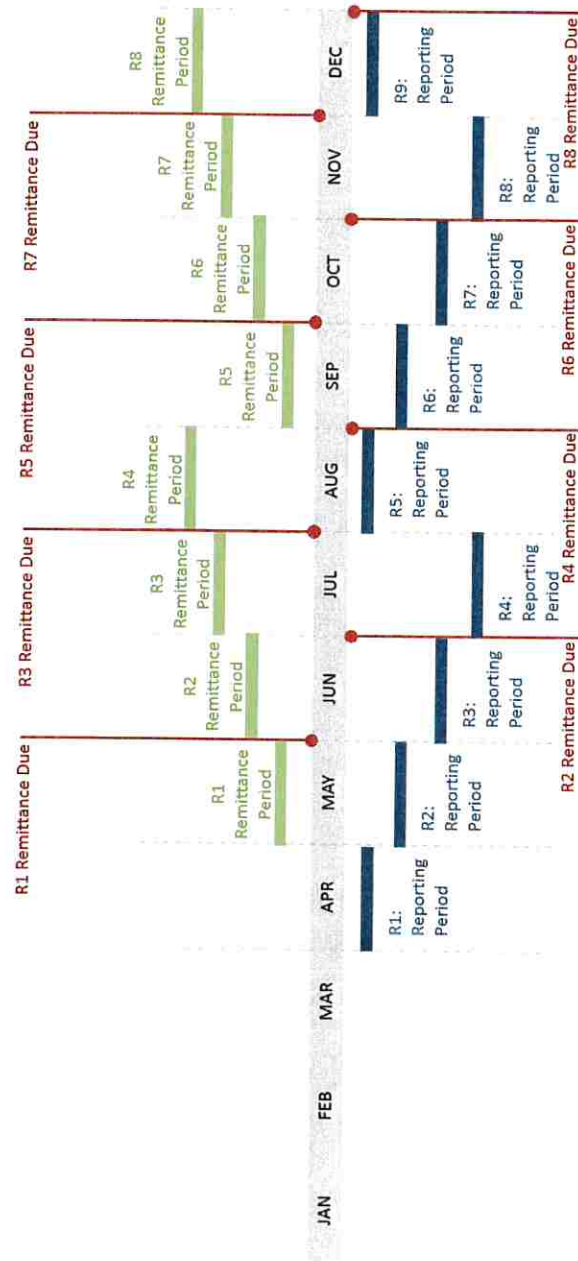 R1 Remittance Due
R3 Remittance Due
R5 Remittance Due
R7 Remittance Due
R1
Remittance
Period
R2
Remittance
Period
R3
Remittance
Period
R4
Remittance
Period
R5
Remittance
Period
R6
Remittance
Period
R7
Remittance
Period
R8
Remittance
Period
JAN
FEB
MAR
APR
MAY
JUN
JUL
AUG
SEP
OCT
NOV
DEC
R1:
Reporting
Period
R2:
Reporting
Period
R3:
Reporting
Period
R4:
Reporting
Period
R5:
Reporting
Period
R6:
Reporting
Period
R7:
Reporting
Period
R8:
Reporting
Period
R9:
Reporting
Period
R2 Remittance Due
R4 Remittance Due
R6 Remittance Due
R8 Remittance Due